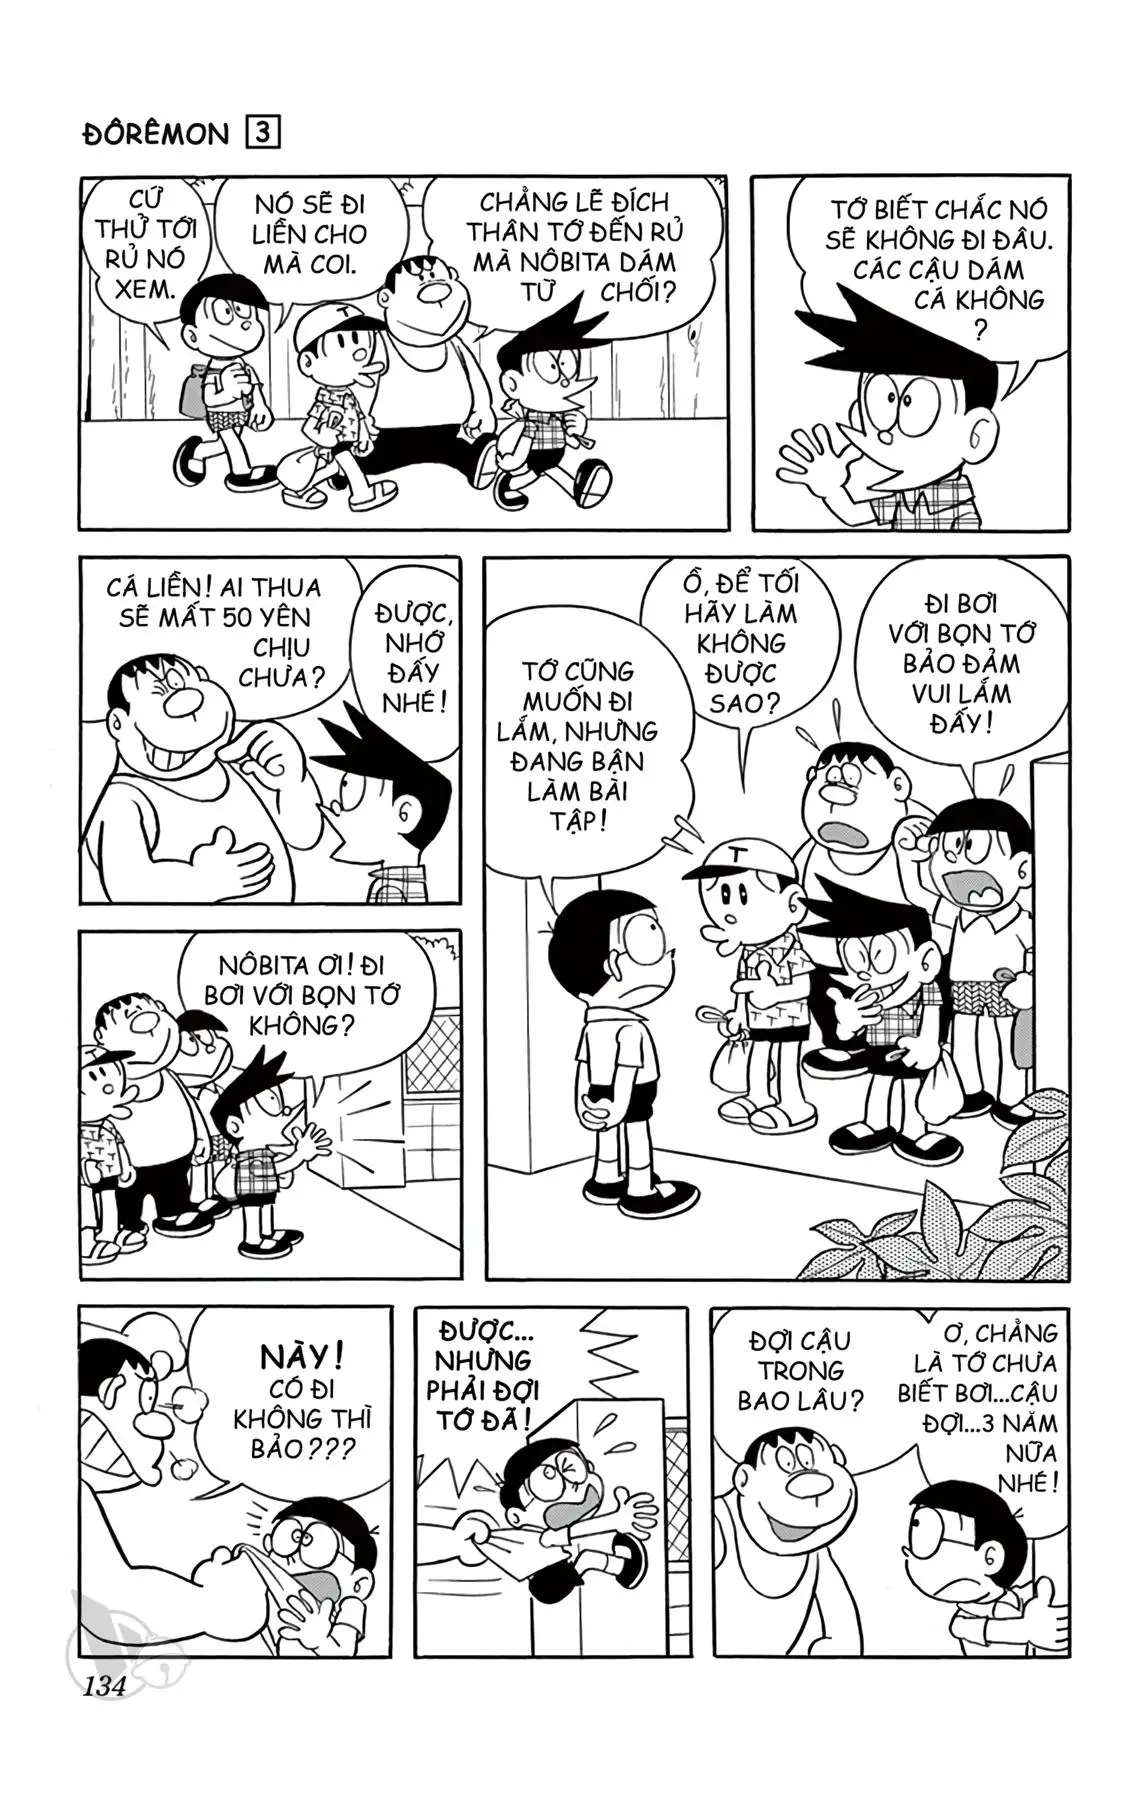 ĐÔRÊMON 3
CỨ
THỬ TỚI
RỦ NÓ
XEM.
NÓ SẼ ĐI
LIỀN CHO
MÀ COI.
CHẲNG LẼ ĐÍCH
THÂN TỚ ĐẾN RỦ
MÀ NÔBITA DÁM
TỪ CHỐI?
TỚ BIẾT CHẮC NÓ
SẼ KHÔNG ĐI ĐÂU.
CÁC CẬU DÁM
CÁ KHÔNG
?
CÁ LIỀN! AI THUA
SẼ MẤT 50 YÊN
CHỊU
CHƯA?
ĐƯỢC,
NHỚ
ĐẤY
NHÉ!
NÔBITA ƠI! ĐI
BƠI VỚI BỌN TỚ
KHÔNG?
TỚ CŨNG
MUỐN ĐI
LẮM, NHƯNG
ĐANG BẬN
LÀM BÀI
TẬP!
Ồ, ĐỂ TỐI
HÃY LÀM
KHÔNG
ĐƯỢC
SAO?
ĐI BƠI
VỚI BỌN TỚ
BẢO ĐẢM
VUI LẮM
ĐẤY!
T
T
NÀY!
CÓ ĐI
KHÔNG THÌ
BẢO???
ĐƯỢC...
NHƯNG
PHẢI ĐỢI
TỚ ĐÃ!
ĐỢI CẬU
TRONG
BAO LÂU?
Ơ, CHẲNG
LÀ TỚ CHƯA
BIẾT BƠI...CẬU
ĐỢI...3 NĂM
NỮA
NHÉ!
134